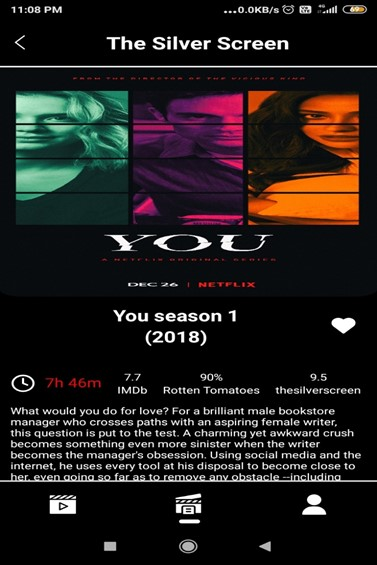 11:08 PM ...0.0KB/s 4G 69
The Silver Screen
FROM THE DIRECTOR OF THE VICIOUS KIND
YOU
A NETFLIX ORIGINAL SERIES
DEC 26 | NETFLIX
You season 1
(2018)
7h 46m
7.7 90% 9.5
IMDb Rotten Tomatoes thesilverscreen
What would you do for love? For a brilliant male bookstore
manager who crosses paths with an aspiring female writer,
this question is put to the test. A charming yet awkward crush
becomes something even more sinister when the writer
becomes the manager's obsession. Using social media and the
internet, he uses every tool at his disposal to become close to
her, even going so far as to remove any obstacle --including